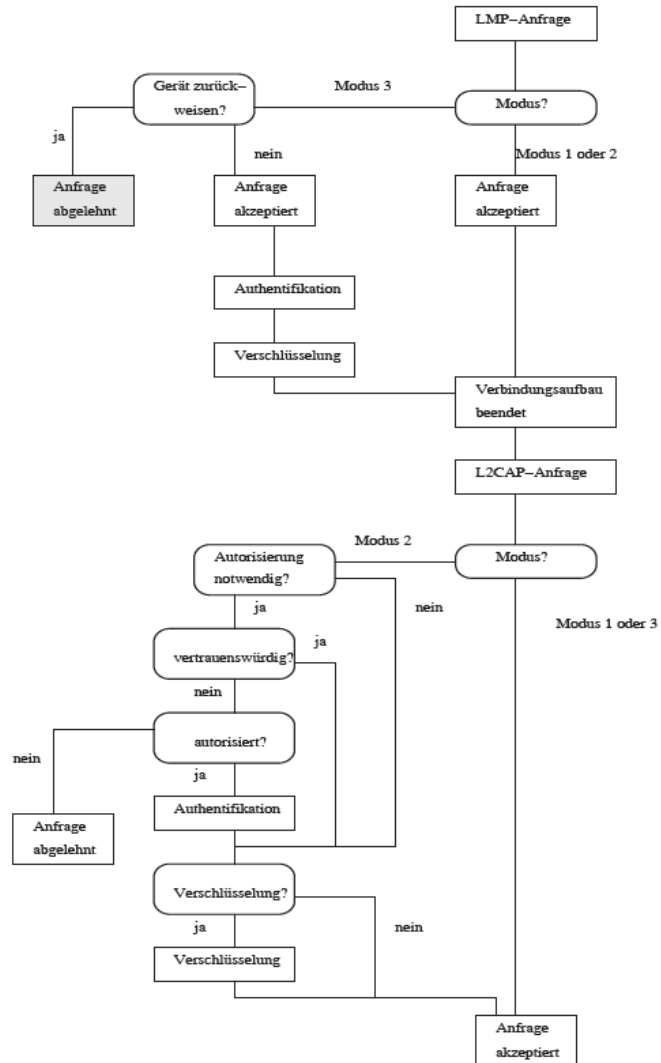 LMP–Anfrage
Gerät zurück–
weisen?
Modus 3
Modus?
ja
nein
Modus 1 oder 2
Anfrage
abgelehnt
Anfrage
akzeptiert
Anfrage
akzeptiert
Authentifikation
Verschlüsselung
Verbindungsaufbau
beendet
L2CAP–Anfrage
Modus 2
Modus?
Autorisierung
notwendig?
ja
nein
Modus 1 oder 3
vertrauenswürdig?
ja
nein
autorisiert?
nein
ja
Authentifikation
Anfrage
abgelehnt
Verschlüsselung?
ja
nein
Verschlüsselung
Anfrage
akzeptiert